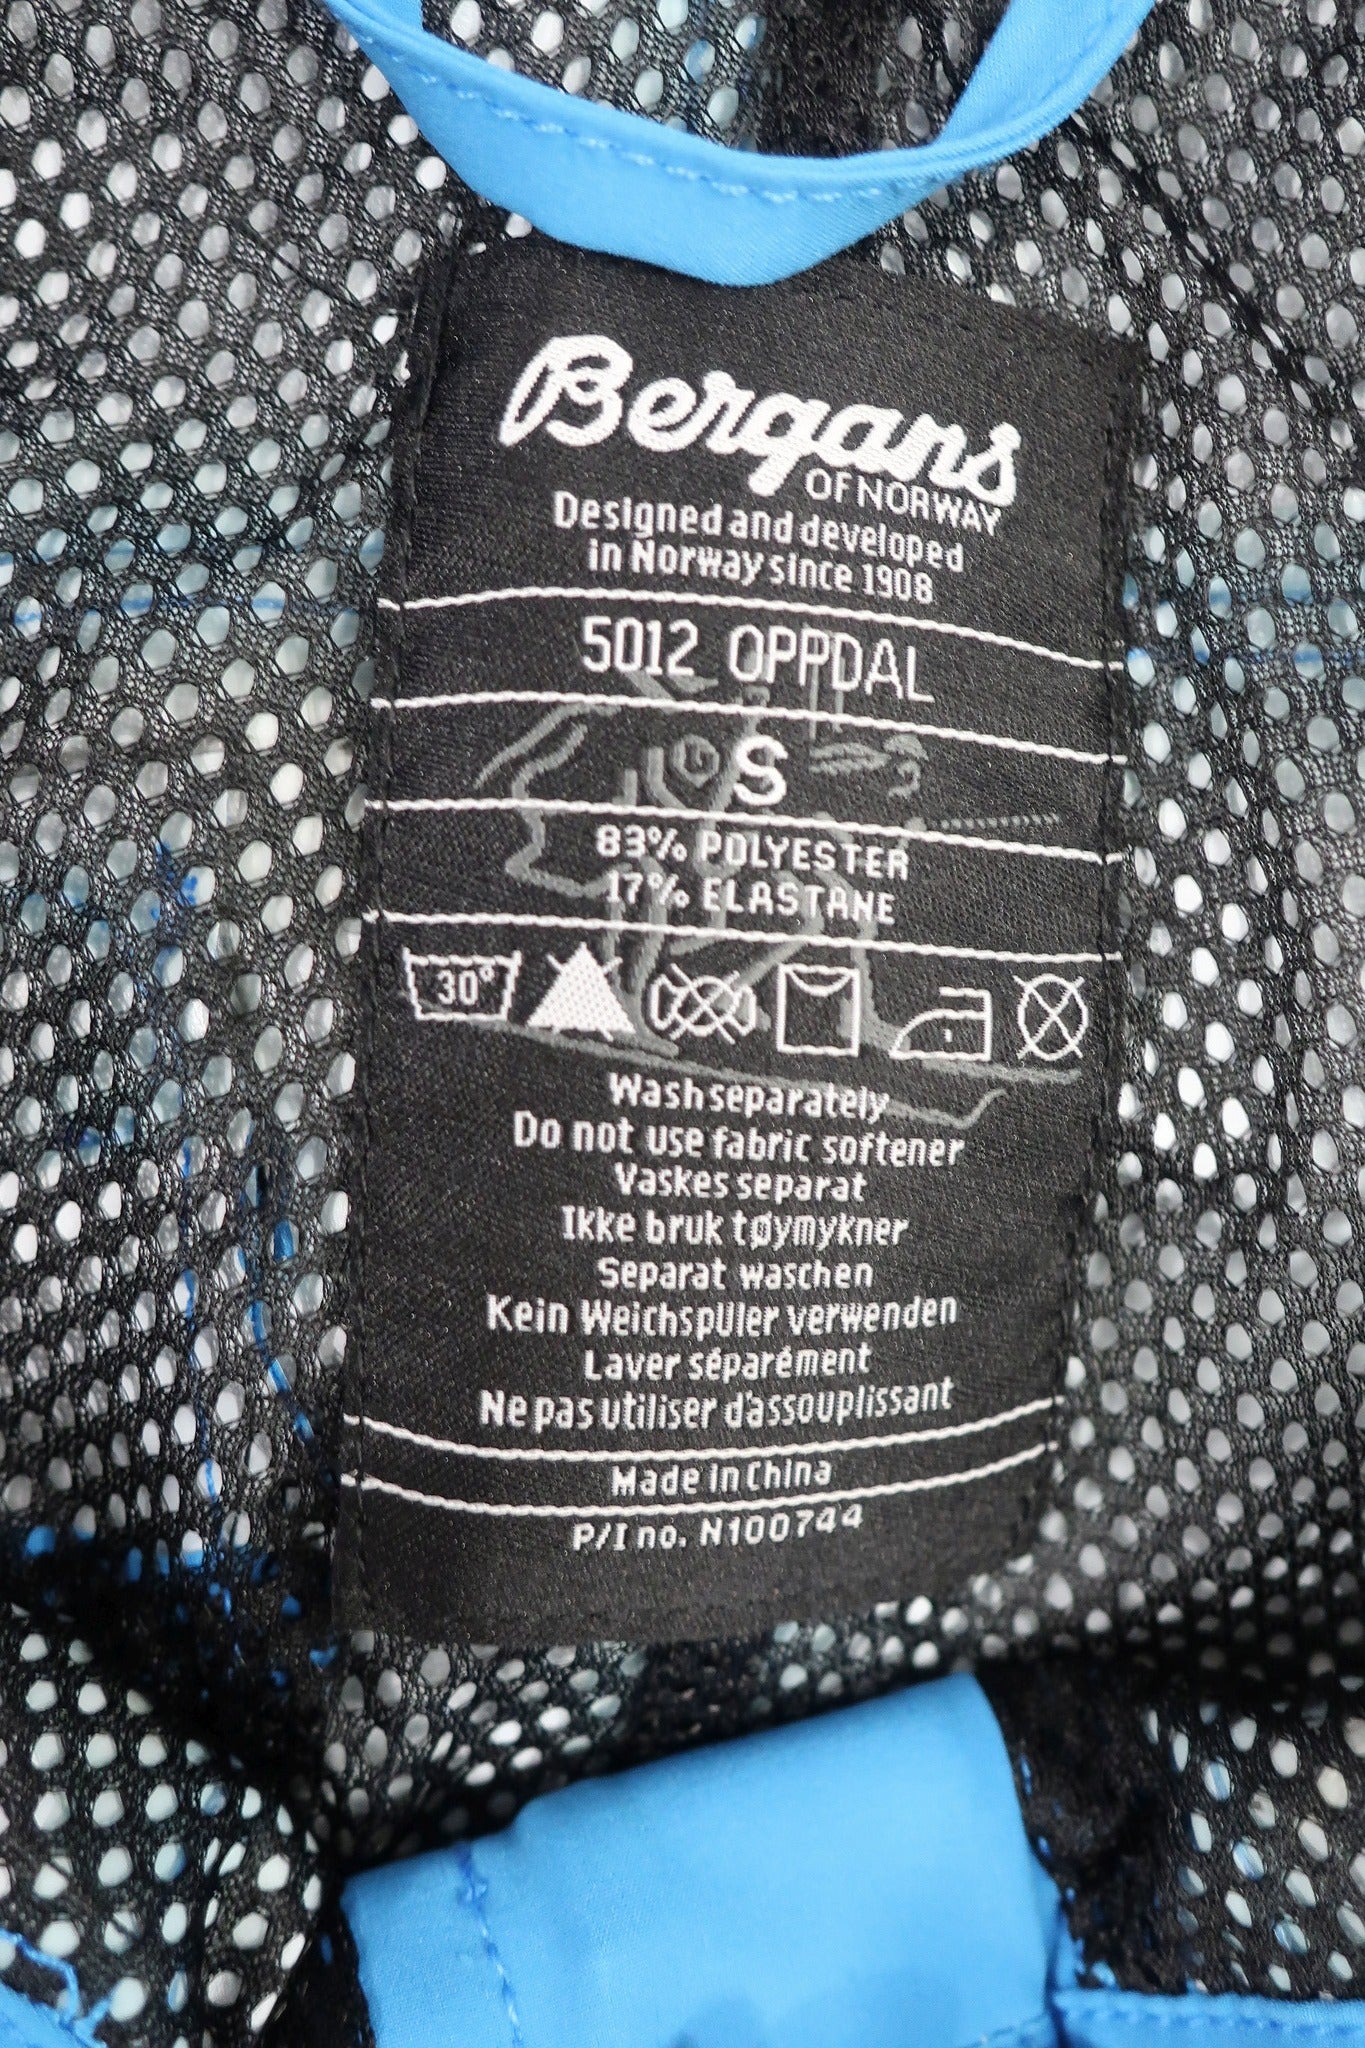 Bergans
OF NORWAY
Designed and developed
in Norway since 1908
5012 OPPDAL
S
83% POLYESTER
17% ELASTANE
30°
Wash separately
Do not use fabric softener
Vaskes separat
Ikke bruk tøymykner
Separat waschen
Kein Weichspüler verwenden
Laver séparément
Ne pas utiliser d'assouplissant
Made in China
P/I no. N100744